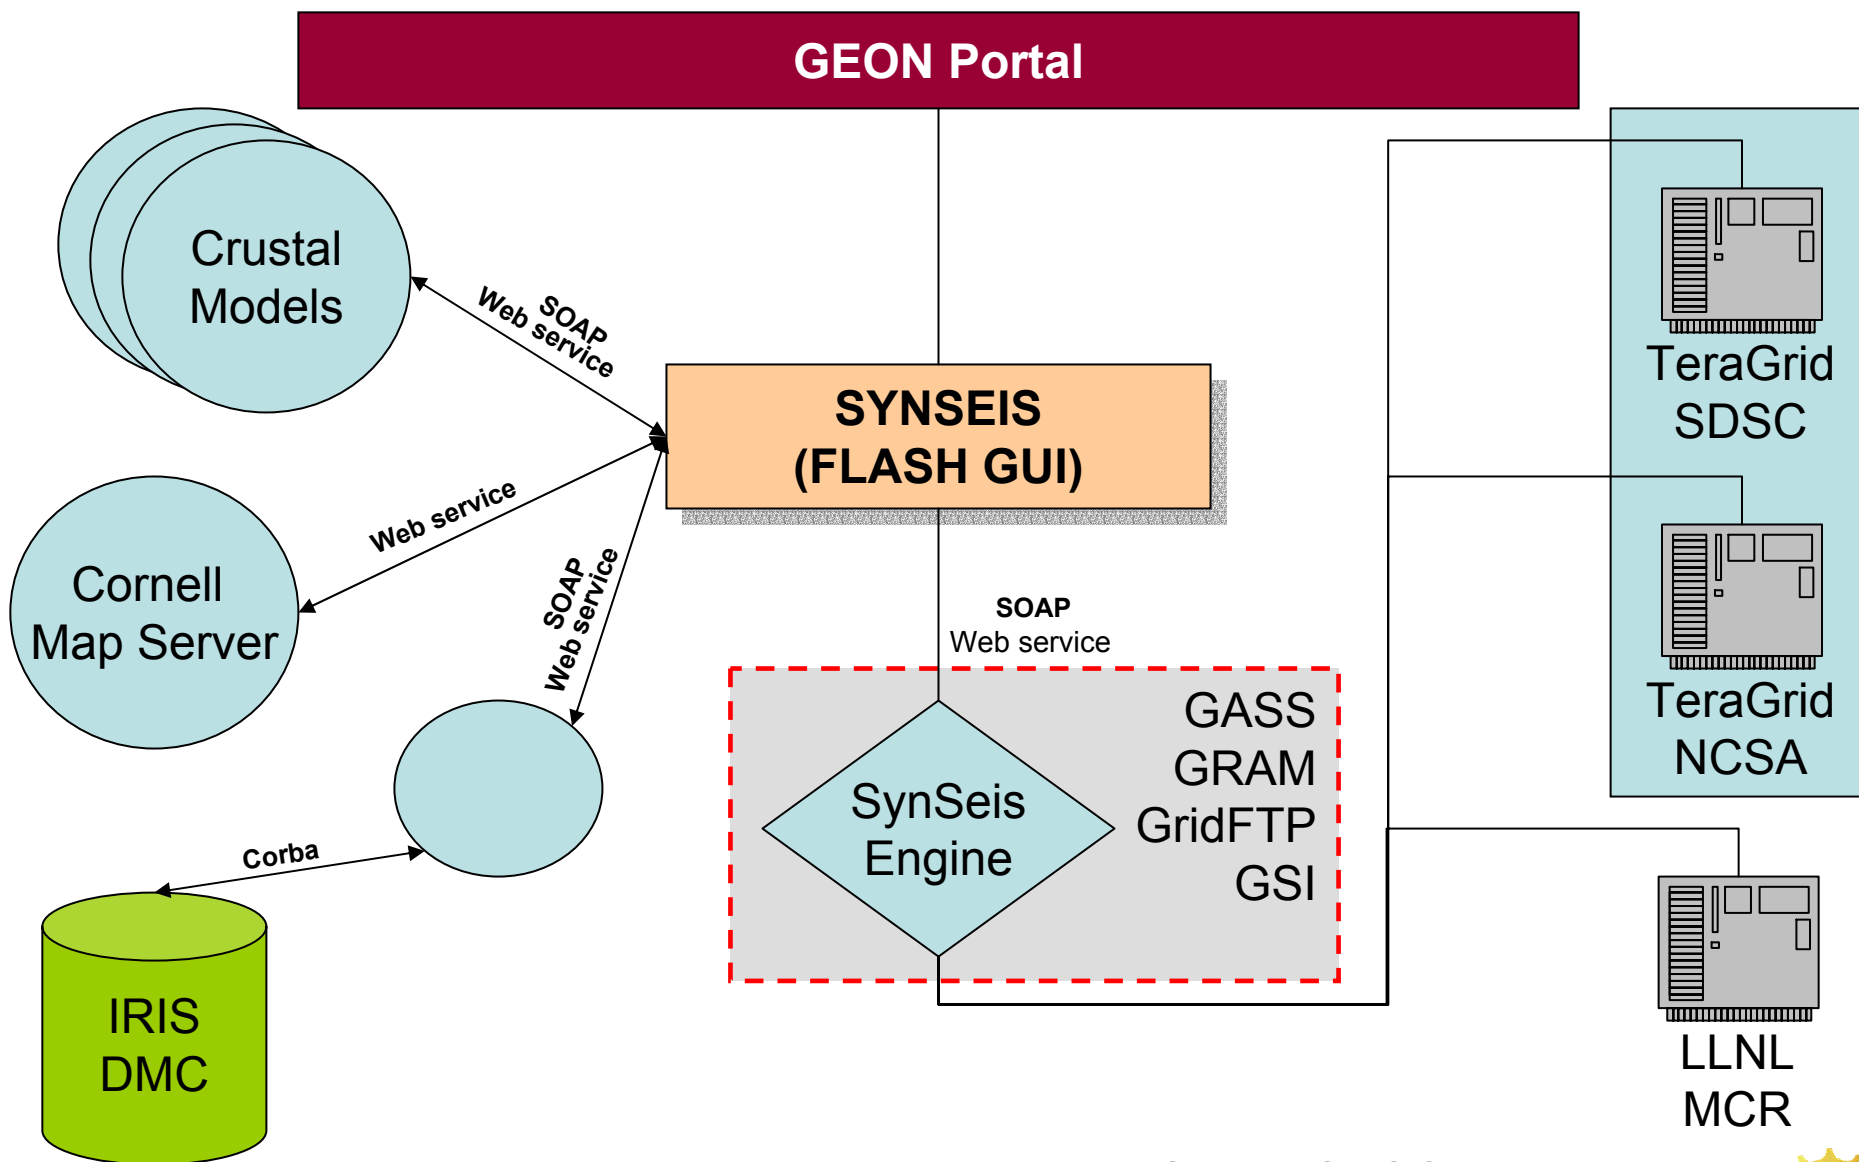 GEON Portal
Crustal
Models
SOAP
Web service
SYNSEIS
(FLASH GUI)
TeraGrid
SDSC
Web service
Cornell
Map Server
SOAP
Web service
SOAP
Web service
TeraGrid
NCSA
GASS
GRAM
GridFTP
GSI
SynSeis
Engine
Corba
IRIS
DMC
LLNL
MCR